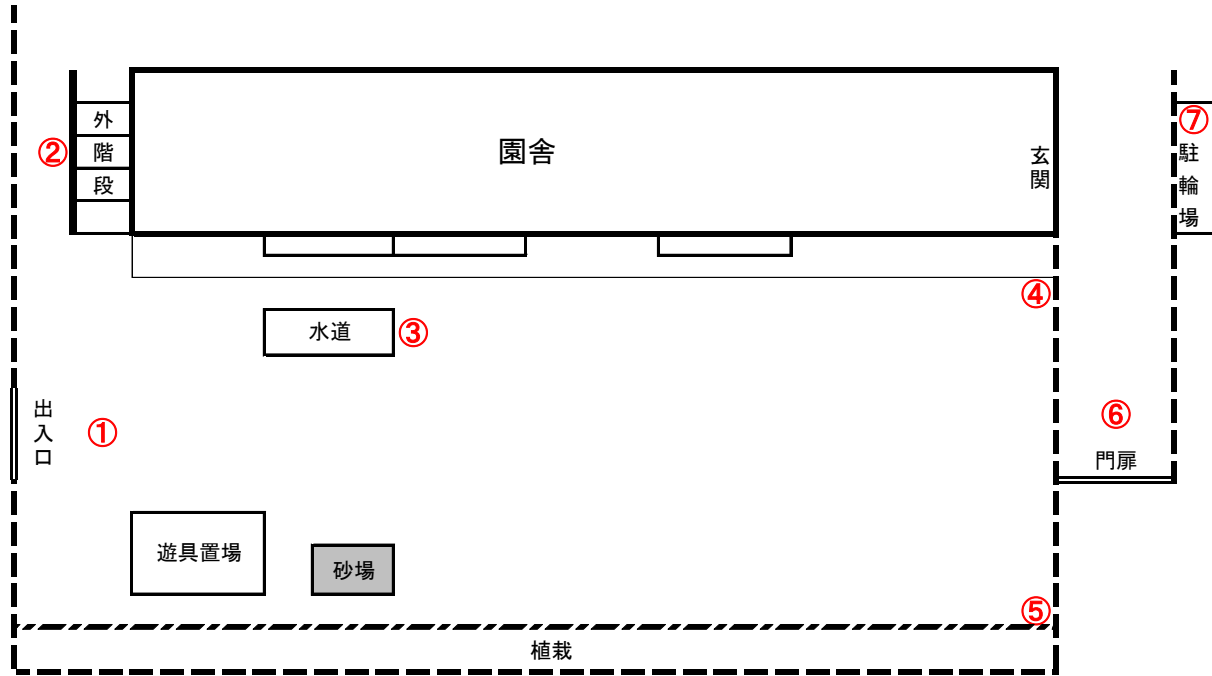 外階段
②
園舎
玄関
⑦
駐輪場
④
水道
③
出入口
①
⑥
門扉
遊具置場
砂場
⑤
植栽